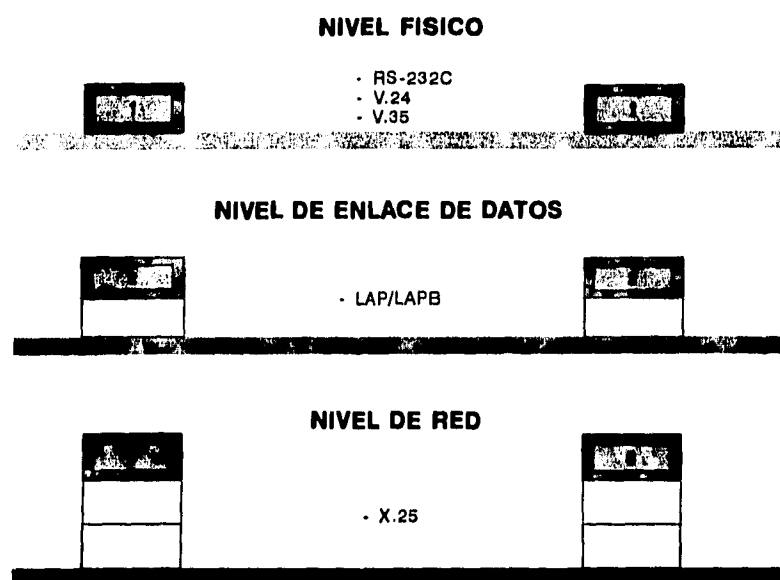 NIVEL FISICO
- RS-232C
- V.24
- V.35
NIVEL DE ENLACE DE DATOS
- LAP/LAPB
NIVEL DE RED
- X.25